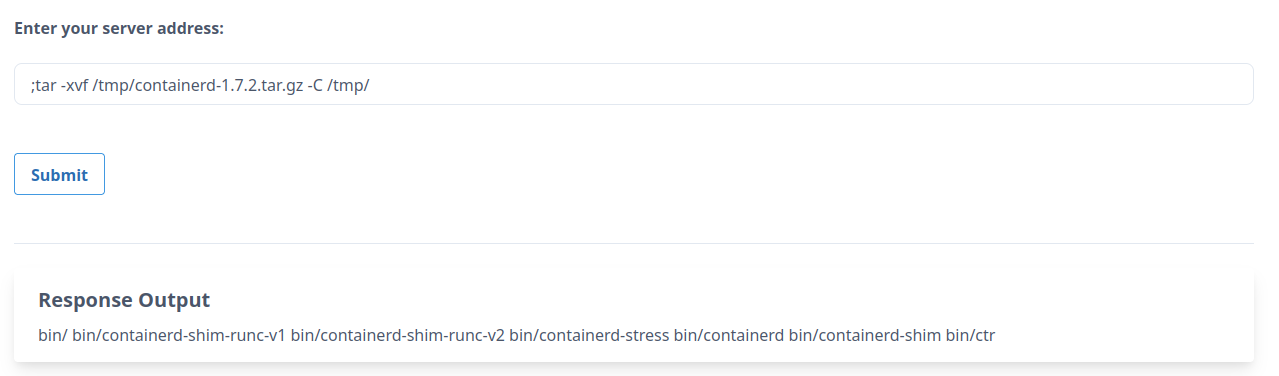 Enter your server address:
;tar -xvf /tmp/containerd-1.7.2.tar.gz -C /tmp/
Submit
Response Output
bin/ bin/containerd-shim-runc-v1 bin/containerd-shim-runc-v2 bin/containerd-stress bin/containerd bin/containerd-shim bin/ctr